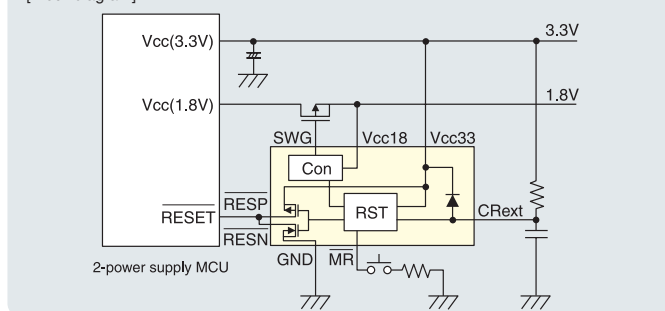 Vcc(3.3V)
3.3V
Vcc(1.8V)
1.8V
SWG
Vcc18
Vcc33
Con
RESP
RESET
RST
CRext
RESN
GND
MR
2-power supply MCU